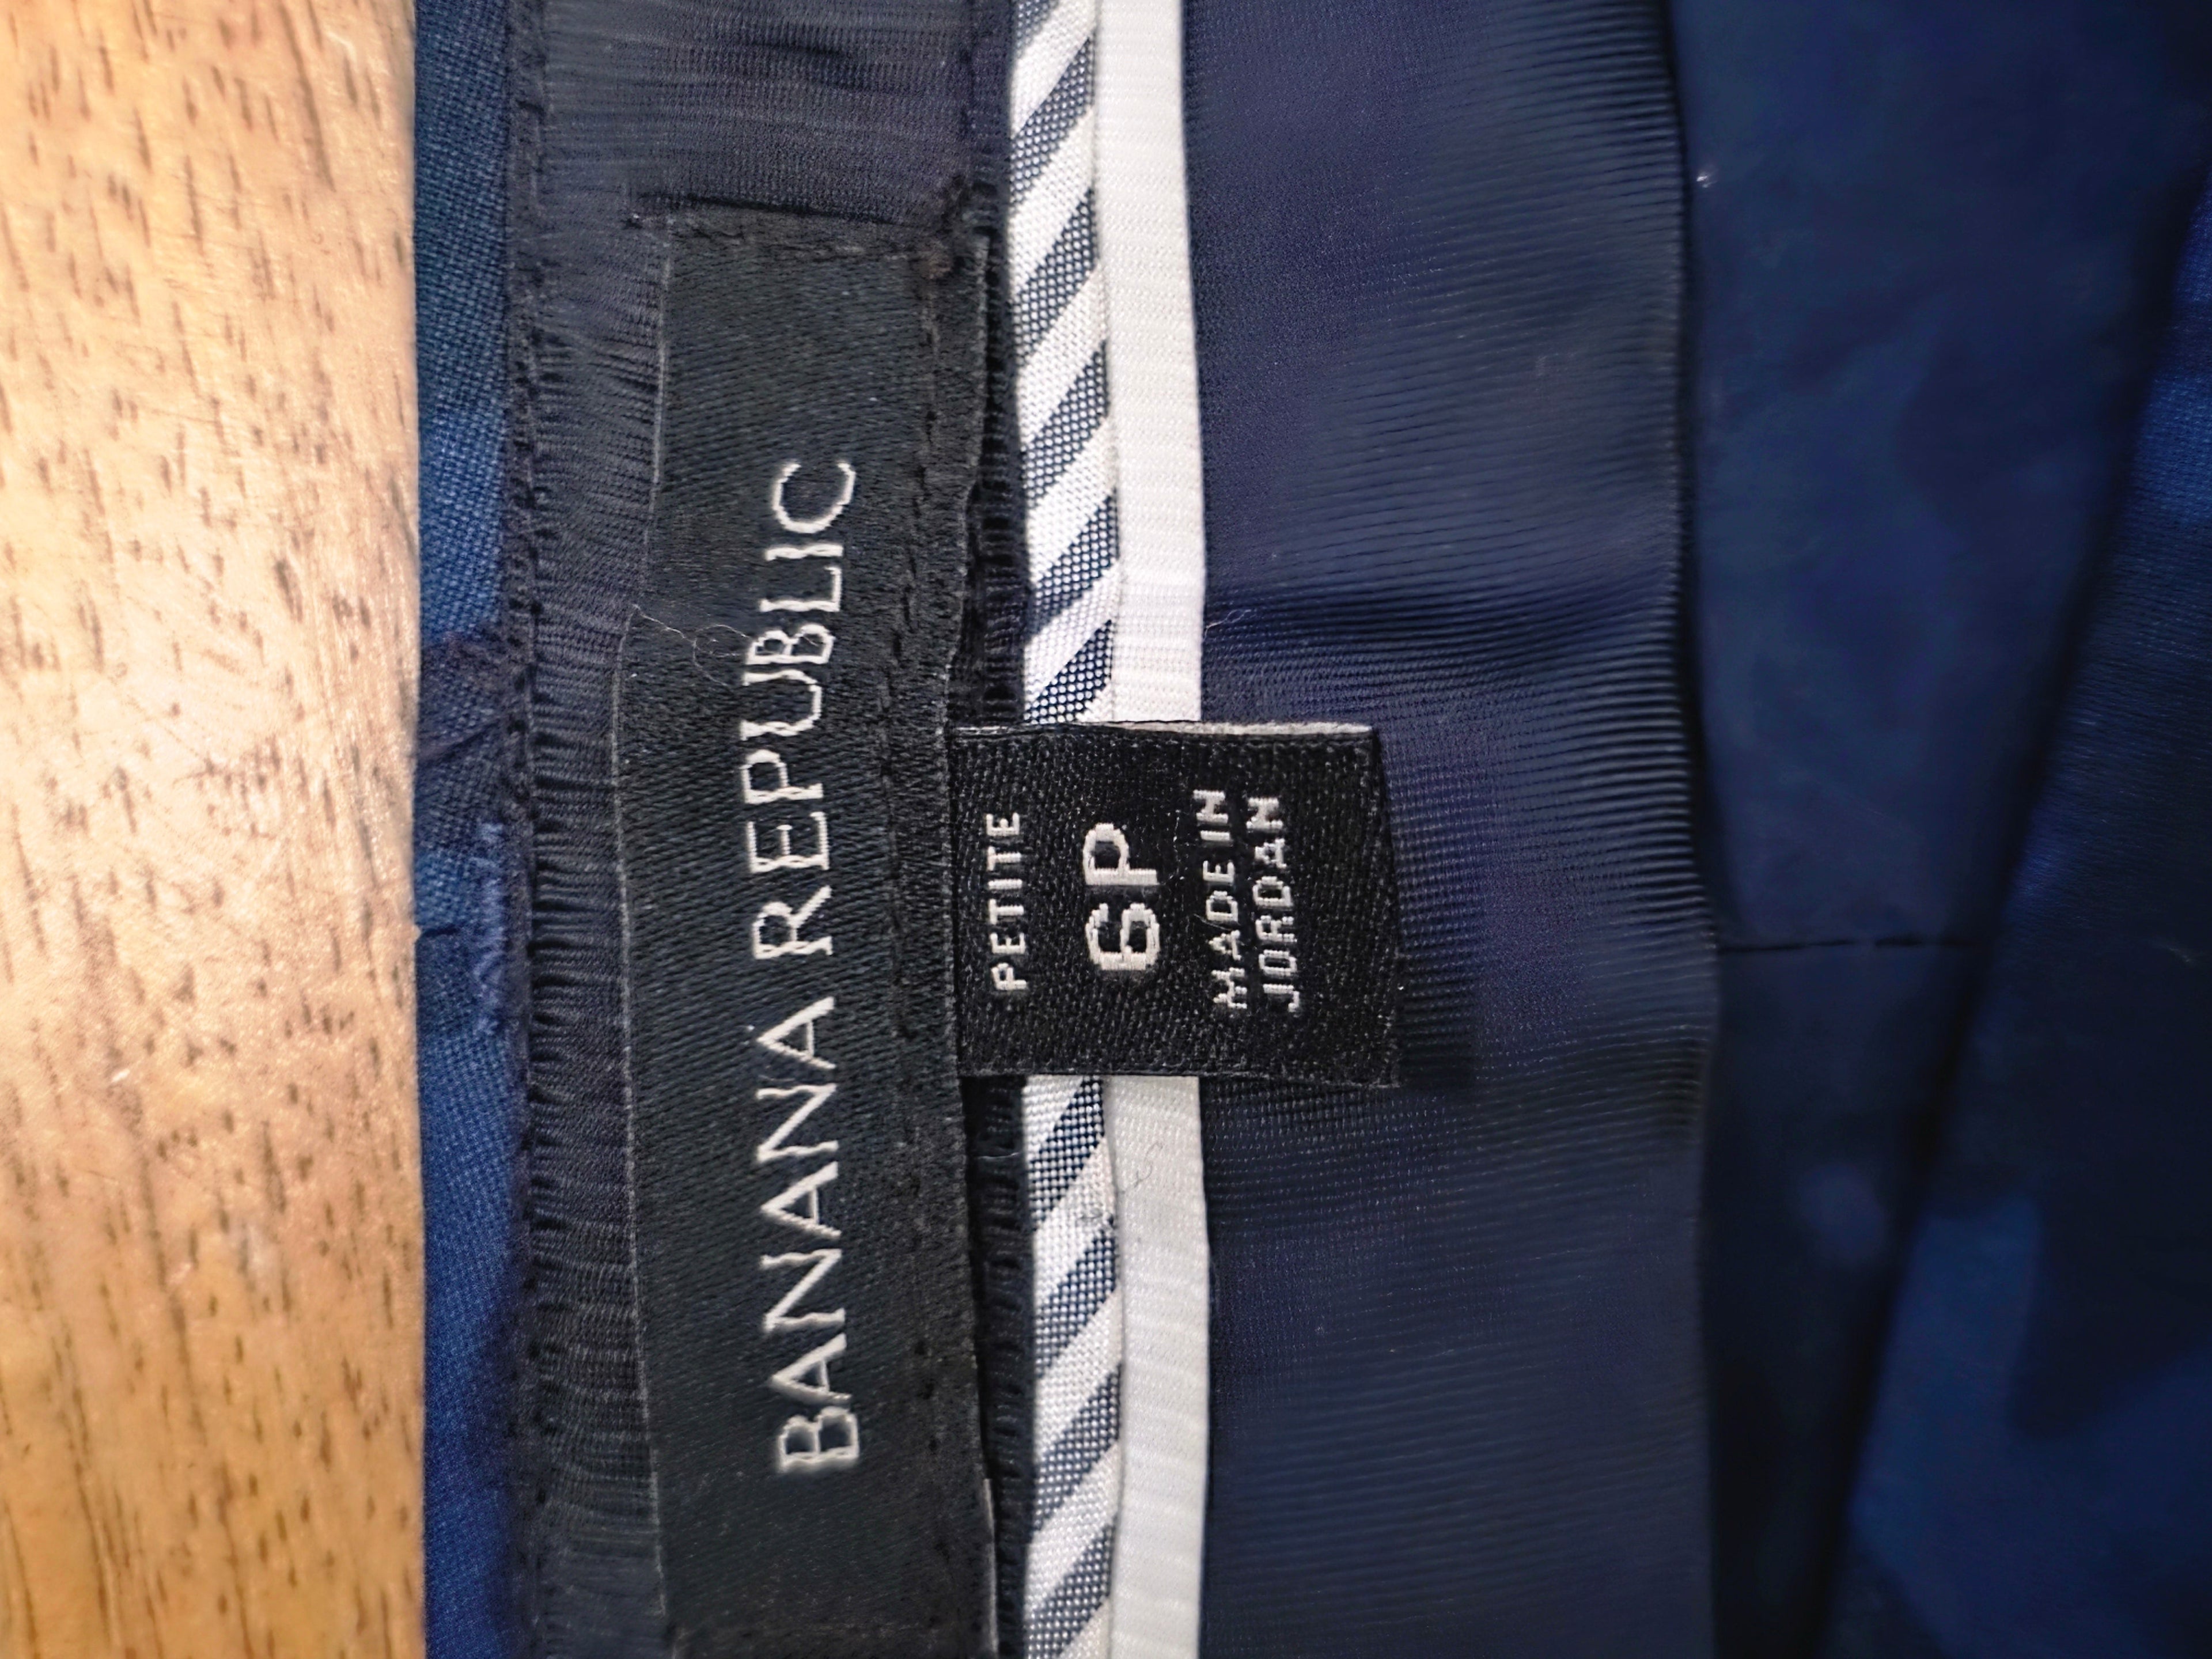 BANANA REPUBLIC
PETITE
6P
MADE IN
JORDAN